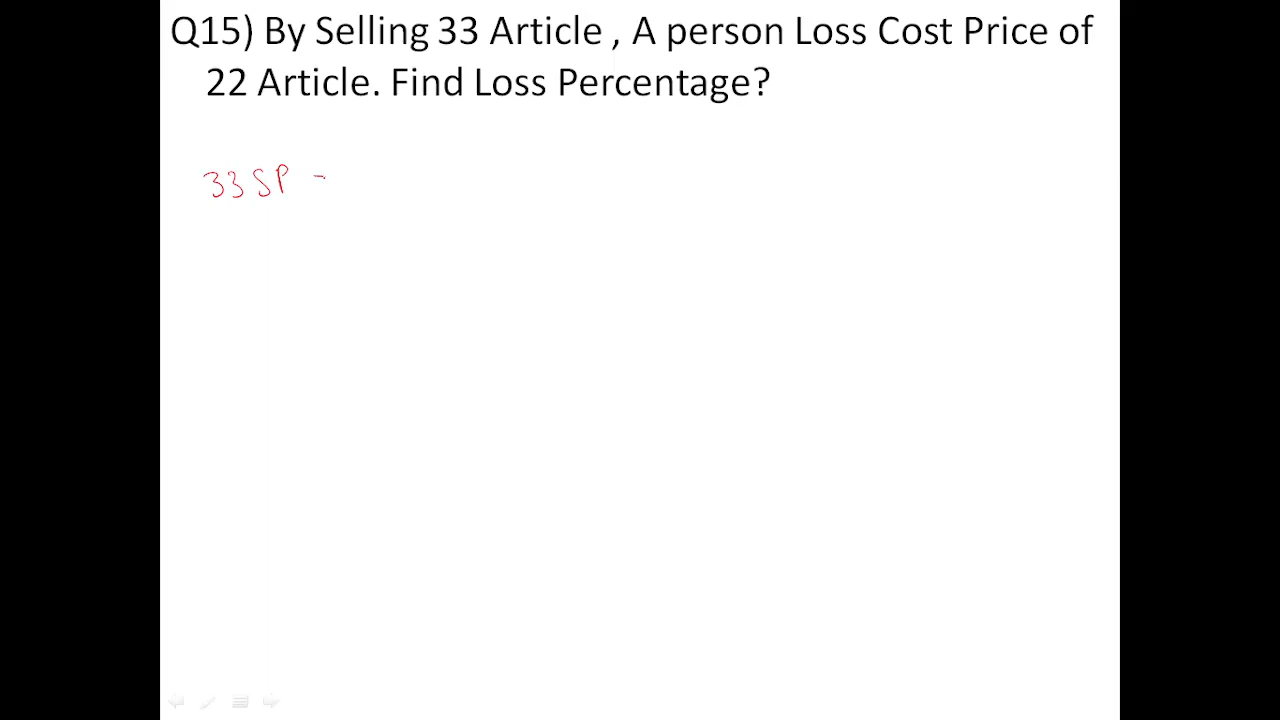 Q15) By Selling 33 Article , A person Loss Cost Price of
22 Article. Find Loss Percentage?
33 SP -